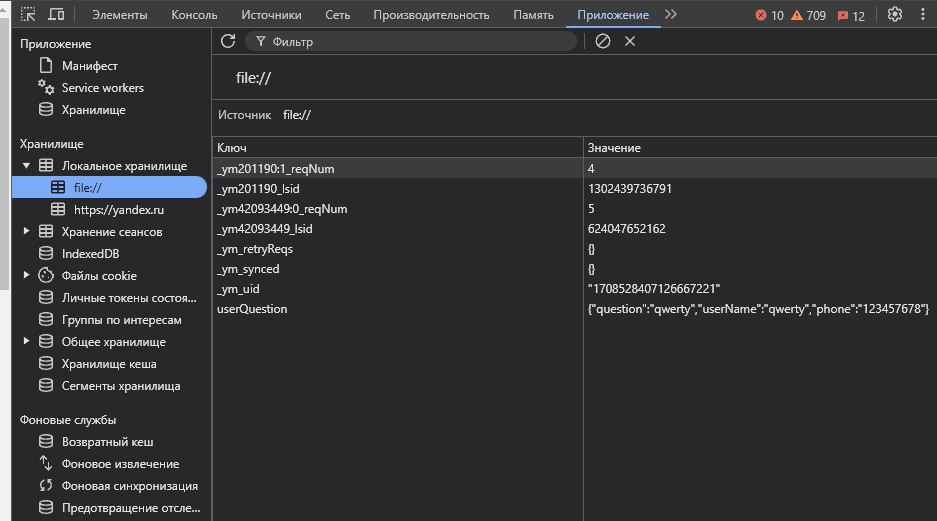 Элементы Консоль Источники Сеть Производительность Память Приложение 10 709 12
Фильтр
Приложение
Манифест
Service workers
Хранилище
Хранилище
Локальное хранилище
file://
https://yandex.ru
Хранение сеансов
IndexedDB
Файлы cookie
Личные токены состоя...
Группы по интересам
Общее хранилище
Хранилище кеша
Сегменты хранилища
Фоновые службы
Возвратный кеш
Фоновое извлечение
Фоновая синхронизация
Предотвращение отсле...
file://
Источник file://
Ключ Значение
_ym201190:1_reqNum 4
_ym201190_lsid 1302439736791
_ym42093449:0_reqNum 5
_ym42093449_lsid 624047652162
_ym_retryReqs {}
_ym_synced {}
_ym_uid "1708528407126667221"
userQuestion {"question":"qwerty","userName":"qwerty","phone":"123457678"}